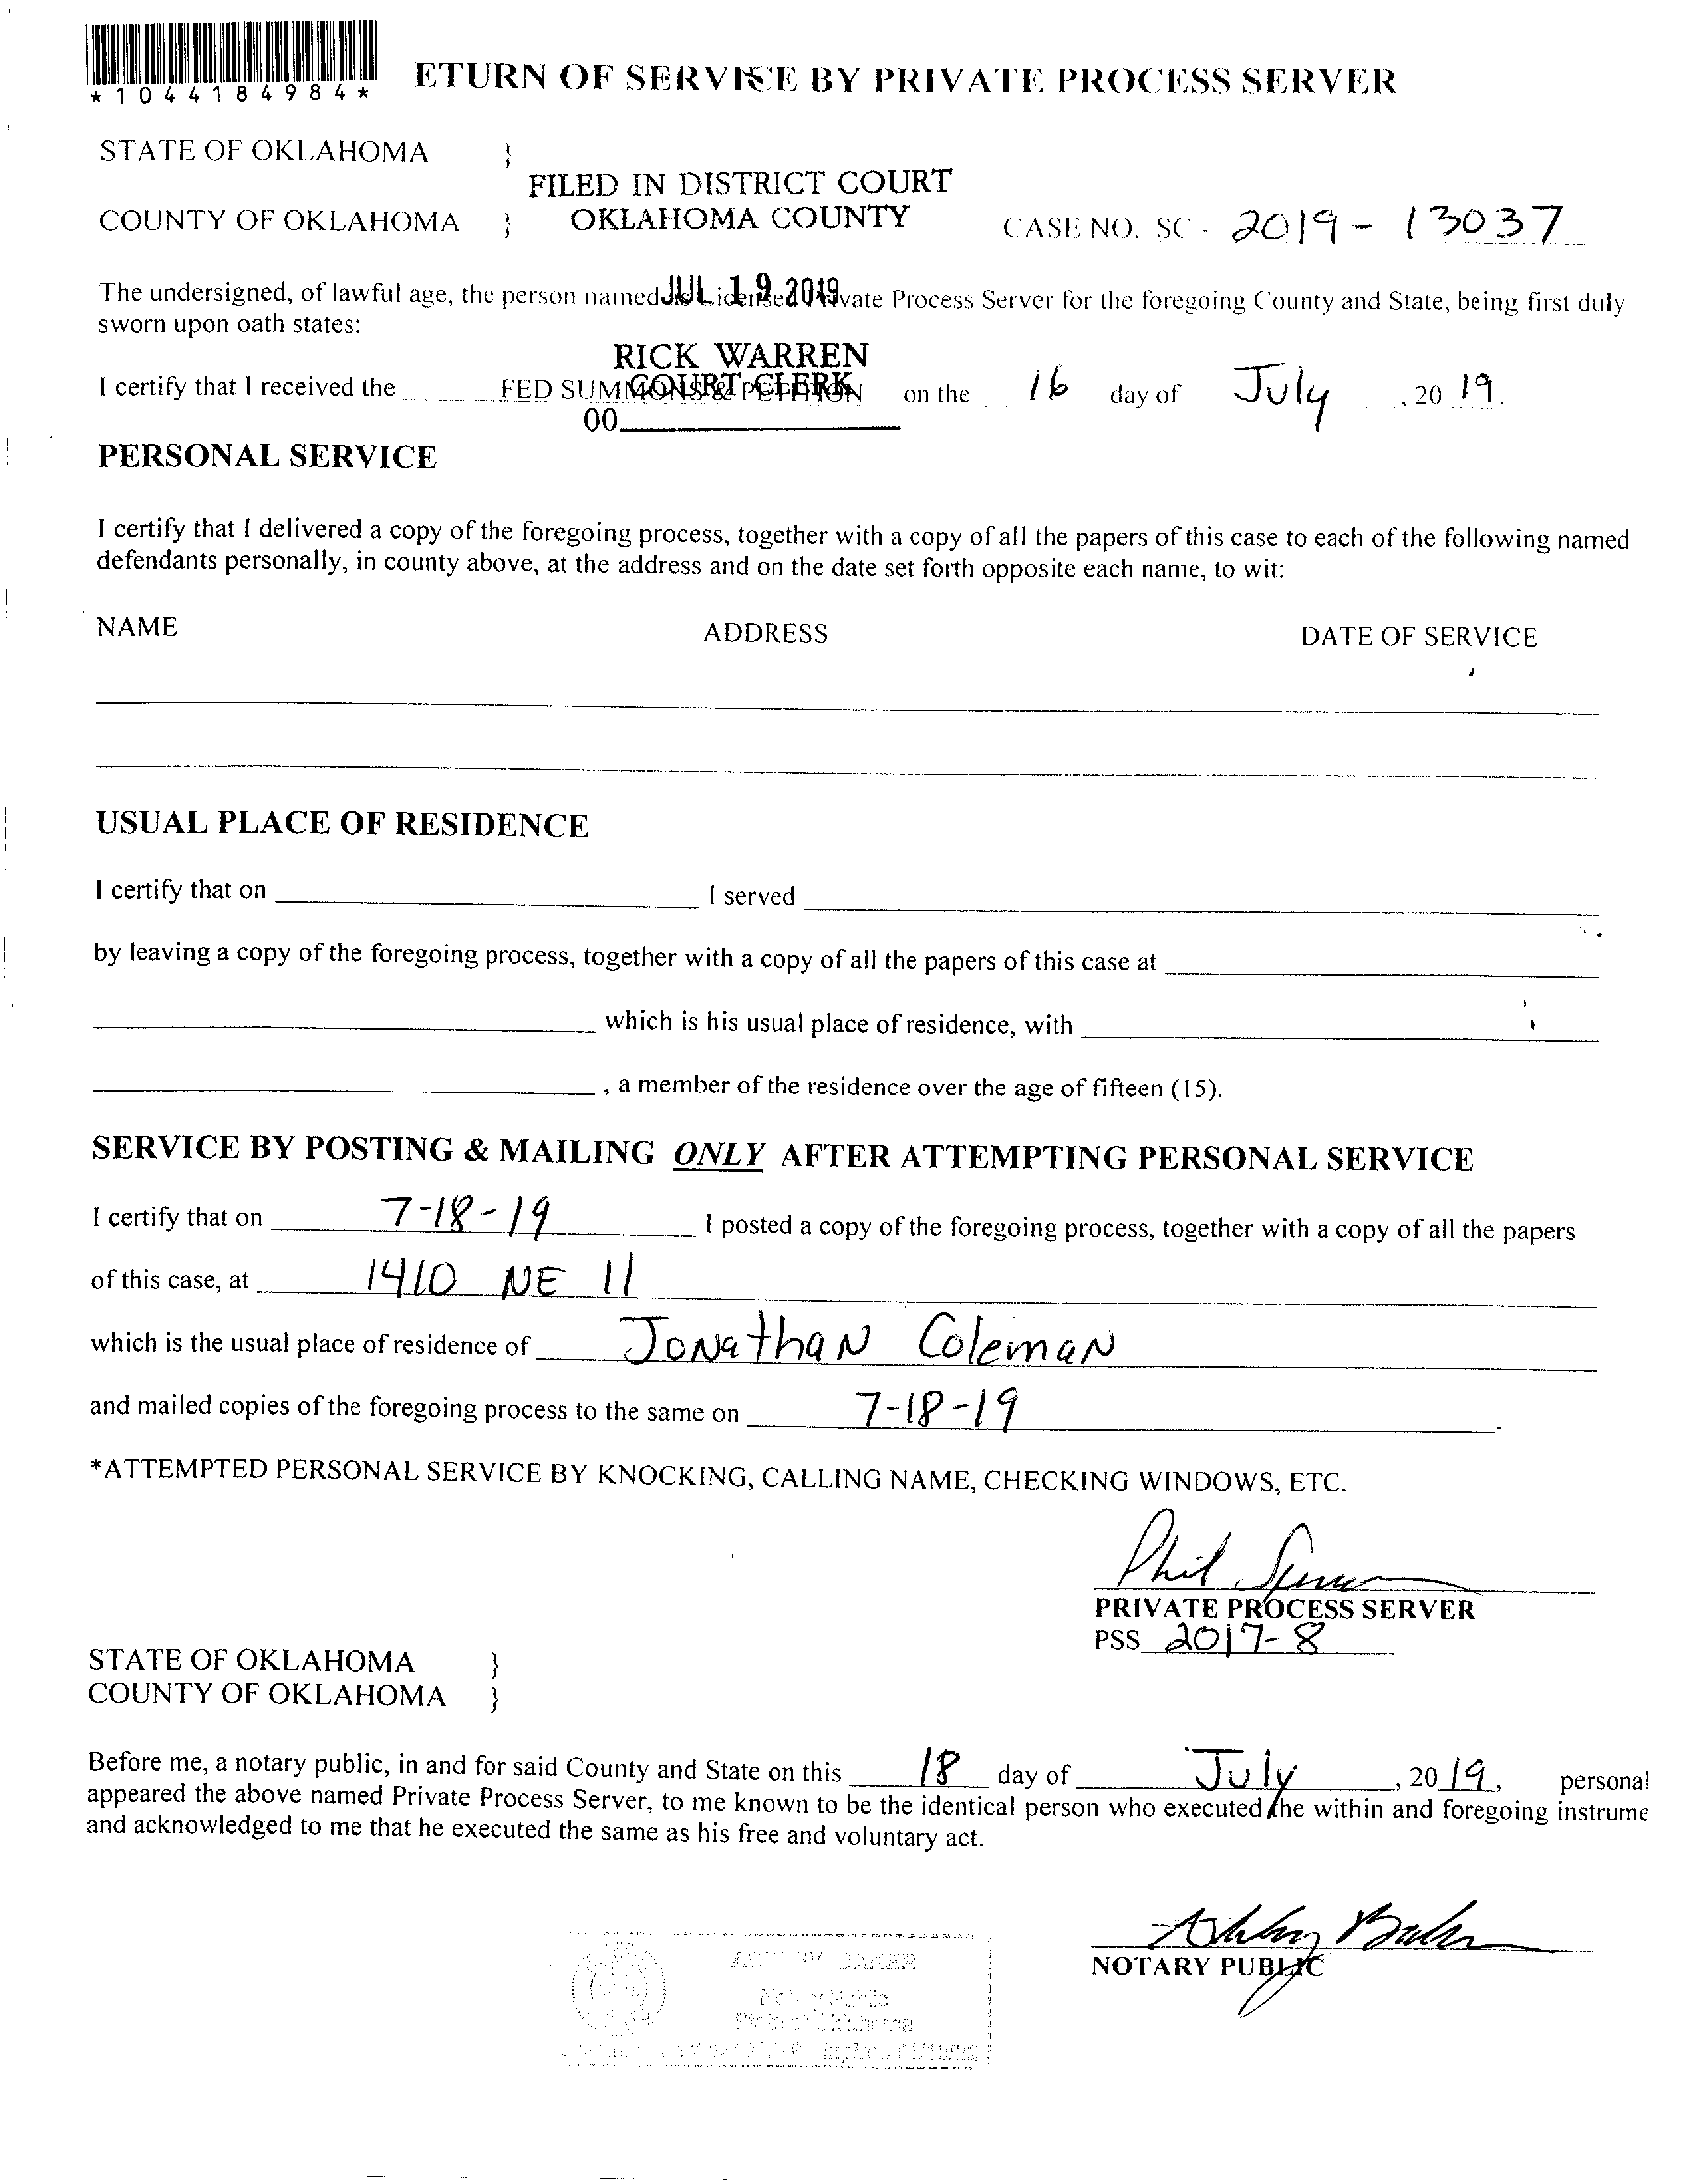 *1044184984*
ETURN OF SERVICE BY PRIVATE PROCESS SERVER
STATE OF OKLAHOMA }
FILED IN DISTRICT COURT
COUNTY OF OKLAHOMA } OKLAHOMA COUNTY CASE NO. SC - 2019 - 13037
The undersigned, of lawful age, the person named JUL 19 2019 Private Process Server for the foregoing County and State, being first duly
sworn upon oath states:
RICK WARREN
I certify that I received the FED SUMMONS & PETITION COURT CLERK on the 16 day of July, 20 19.
00
PERSONAL SERVICE
I certify that I delivered a copy of the foregoing process, together with a copy of all the papers of this case to each of the following named
defendants personally, in county above, at the address and on the date set forth opposite each name, to wit:
NAME ADDRESS DATE OF SERVICE
USUAL PLACE OF RESIDENCE
I certify that on I served
by leaving a copy of the foregoing process, together with a copy of all the papers of this case at
which is his usual place of residence, with
, a member of the residence over the age of fifteen (15).
SERVICE BY POSTING & MAILING ONLY AFTER ATTEMPTING PERSONAL SERVICE
I certify that on 7-18-19 I posted a copy of the foregoing process, together with a copy of all the papers
of this case, at 1410 NE 11
which is the usual place of residence of Jonathan Coleman
and mailed copies of the foregoing process to the same on 7-18-19
*ATTEMPTED PERSONAL SERVICE BY KNOCKING, CALLING NAME, CHECKING WINDOWS, ETC.
Phil
PRIVATE PROCESS SERVER
PSS 2017-8
STATE OF OKLAHOMA }
COUNTY OF OKLAHOMA }
Before me, a notary public, in and for said County and State on this 18 day of July, 20 19, personal
appeared the above named Private Process Server, to me known to be the identical person who executed the within and foregoing instrume
and acknowledged to me that he executed the same as his free and voluntary act.
Ashley Baker
NOTARY PUBLIC